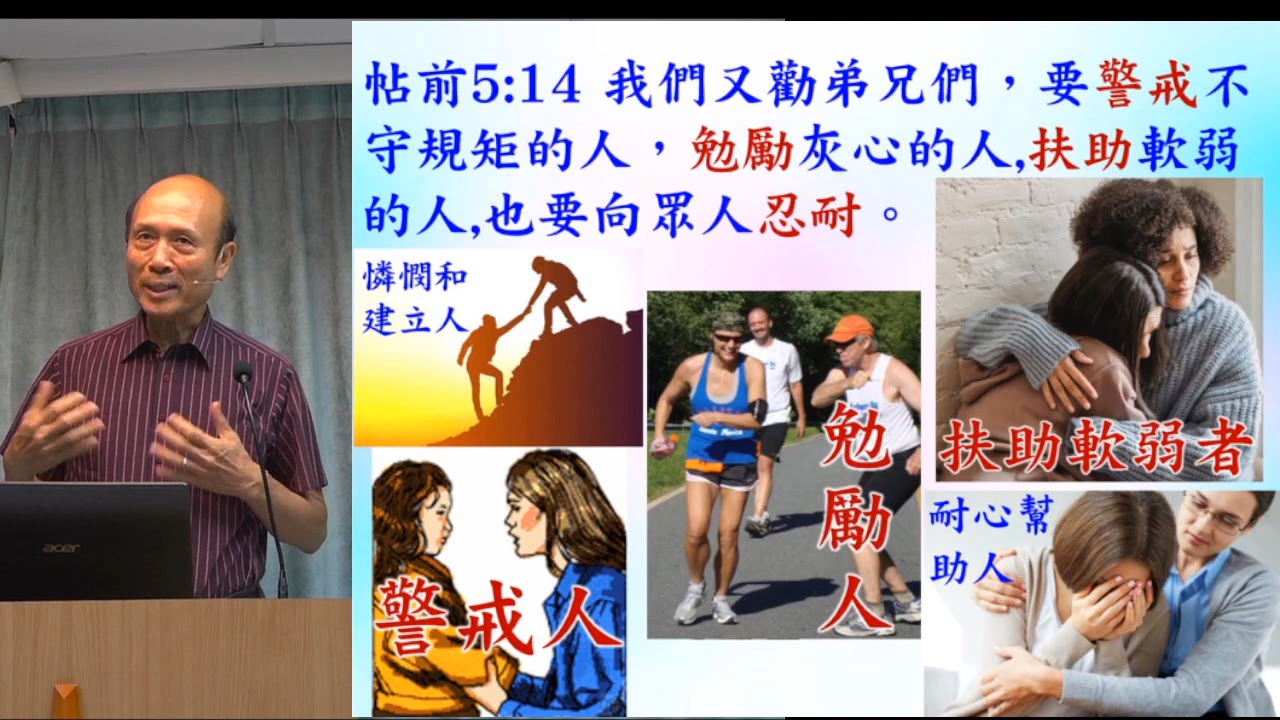 帖前5:14 我們又勸弟兄們，要警戒不
守規矩的人，勉勵灰心的人,扶助軟弱
的人,也要向眾人忍耐。
憐憫和
建立人
警戒人
勉
勵
人
扶助軟弱者
耐心幫
助人
acer